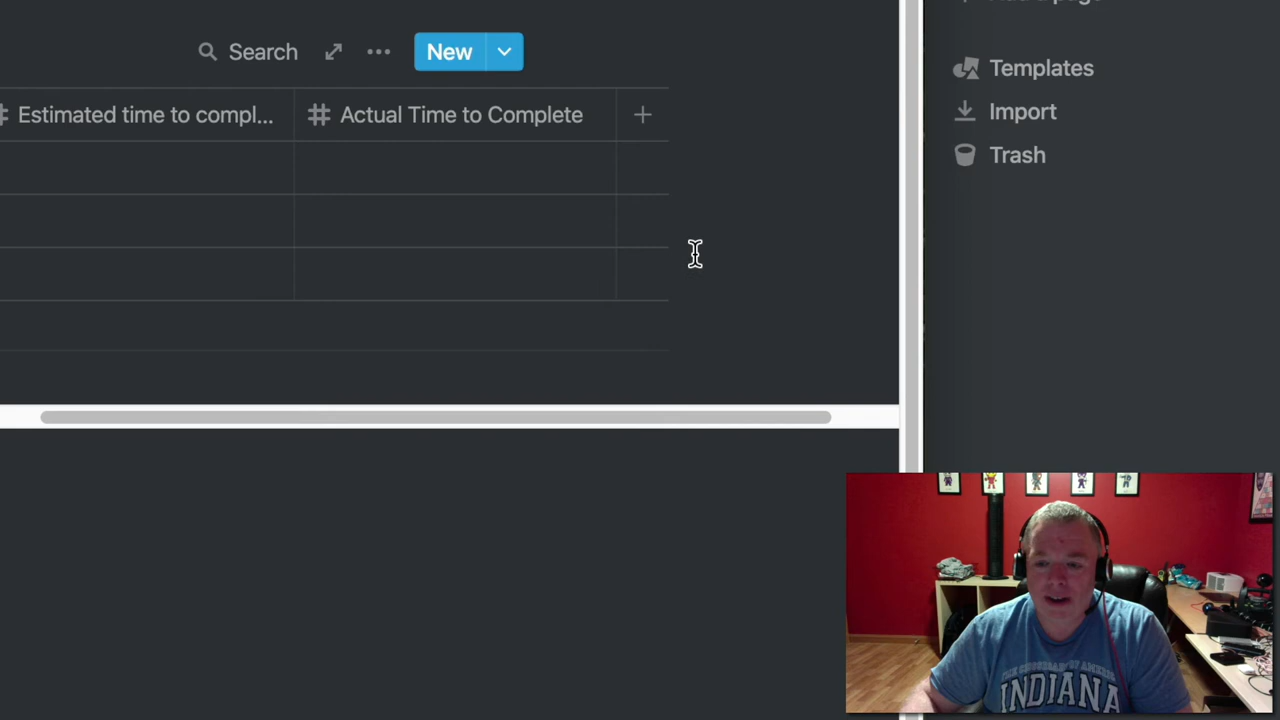 Search
New
Estimated time to compl...
Actual Time to Complete
Templates
Import
Trash
INDIANA